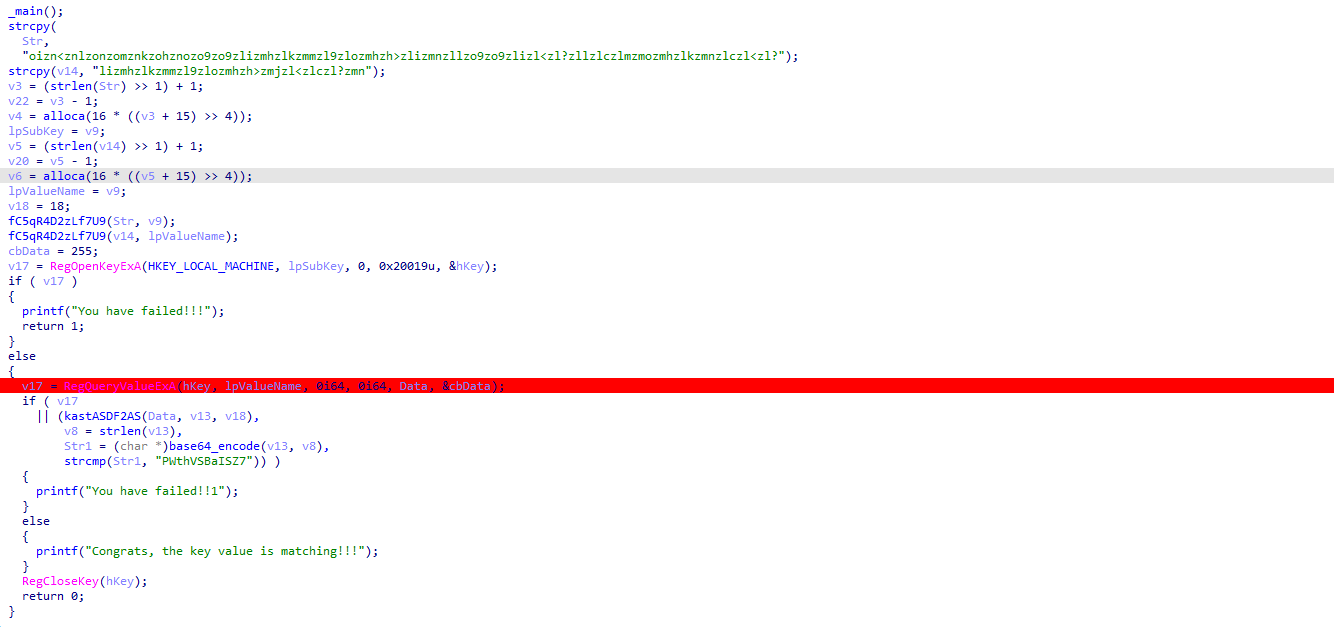 _main();
strcpy(
Str,
"oizn<znlzonzomznkzohznozo9zo9zlizmhzlkzmmzl9zlozmhzh>zlizmnzllzo9zo9zlizl<zl?zllzlczlmzmozmhzlkzmnzlczl<zl?");
strcpy(v14, "lizmhzlkzmmzl9zlozmhzh>zmjzl<zlczl?zmn");
v3 = (strlen(Str) >> 1) + 1;
v22 = v3 - 1;
v4 = alloca(16 * ((v3 + 15) >> 4));
lpSubKey = v9;
v5 = (strlen(v14) >> 1) + 1;
v20 = v5 - 1;
v6 = alloca(16 * ((v5 + 15) >> 4));
lpValueName = v9;
v18 = 18;
fC5qR4D2zLf7U9(Str, v9);
fC5qR4D2zLf7U9(v14, lpValueName);
cbData = 255;
v17 = RegOpenKeyExA(HKEY_LOCAL_MACHINE, lpSubKey, 0, 0x20019u, &hKey);
if ( v17 )
{
printf("You have failed!!!");
return 1;
}
else
{
v17 = RegQueryValueExA(hKey, lpValueName, 0i64, 0i64, Data, &cbData);
if ( v17
|| (kastASDF2AS(Data, v13, v18),
v8 = strlen(v13),
Str1 = (char *)base64_encode(v13, v8),
strcmp(Str1, "PWthVSBaISZ7")) )
{
printf("You have failed!!1");
}
else
{
printf("Congrats, the key value is matching!!!");
}
RegCloseKey(hKey);
return 0;
}